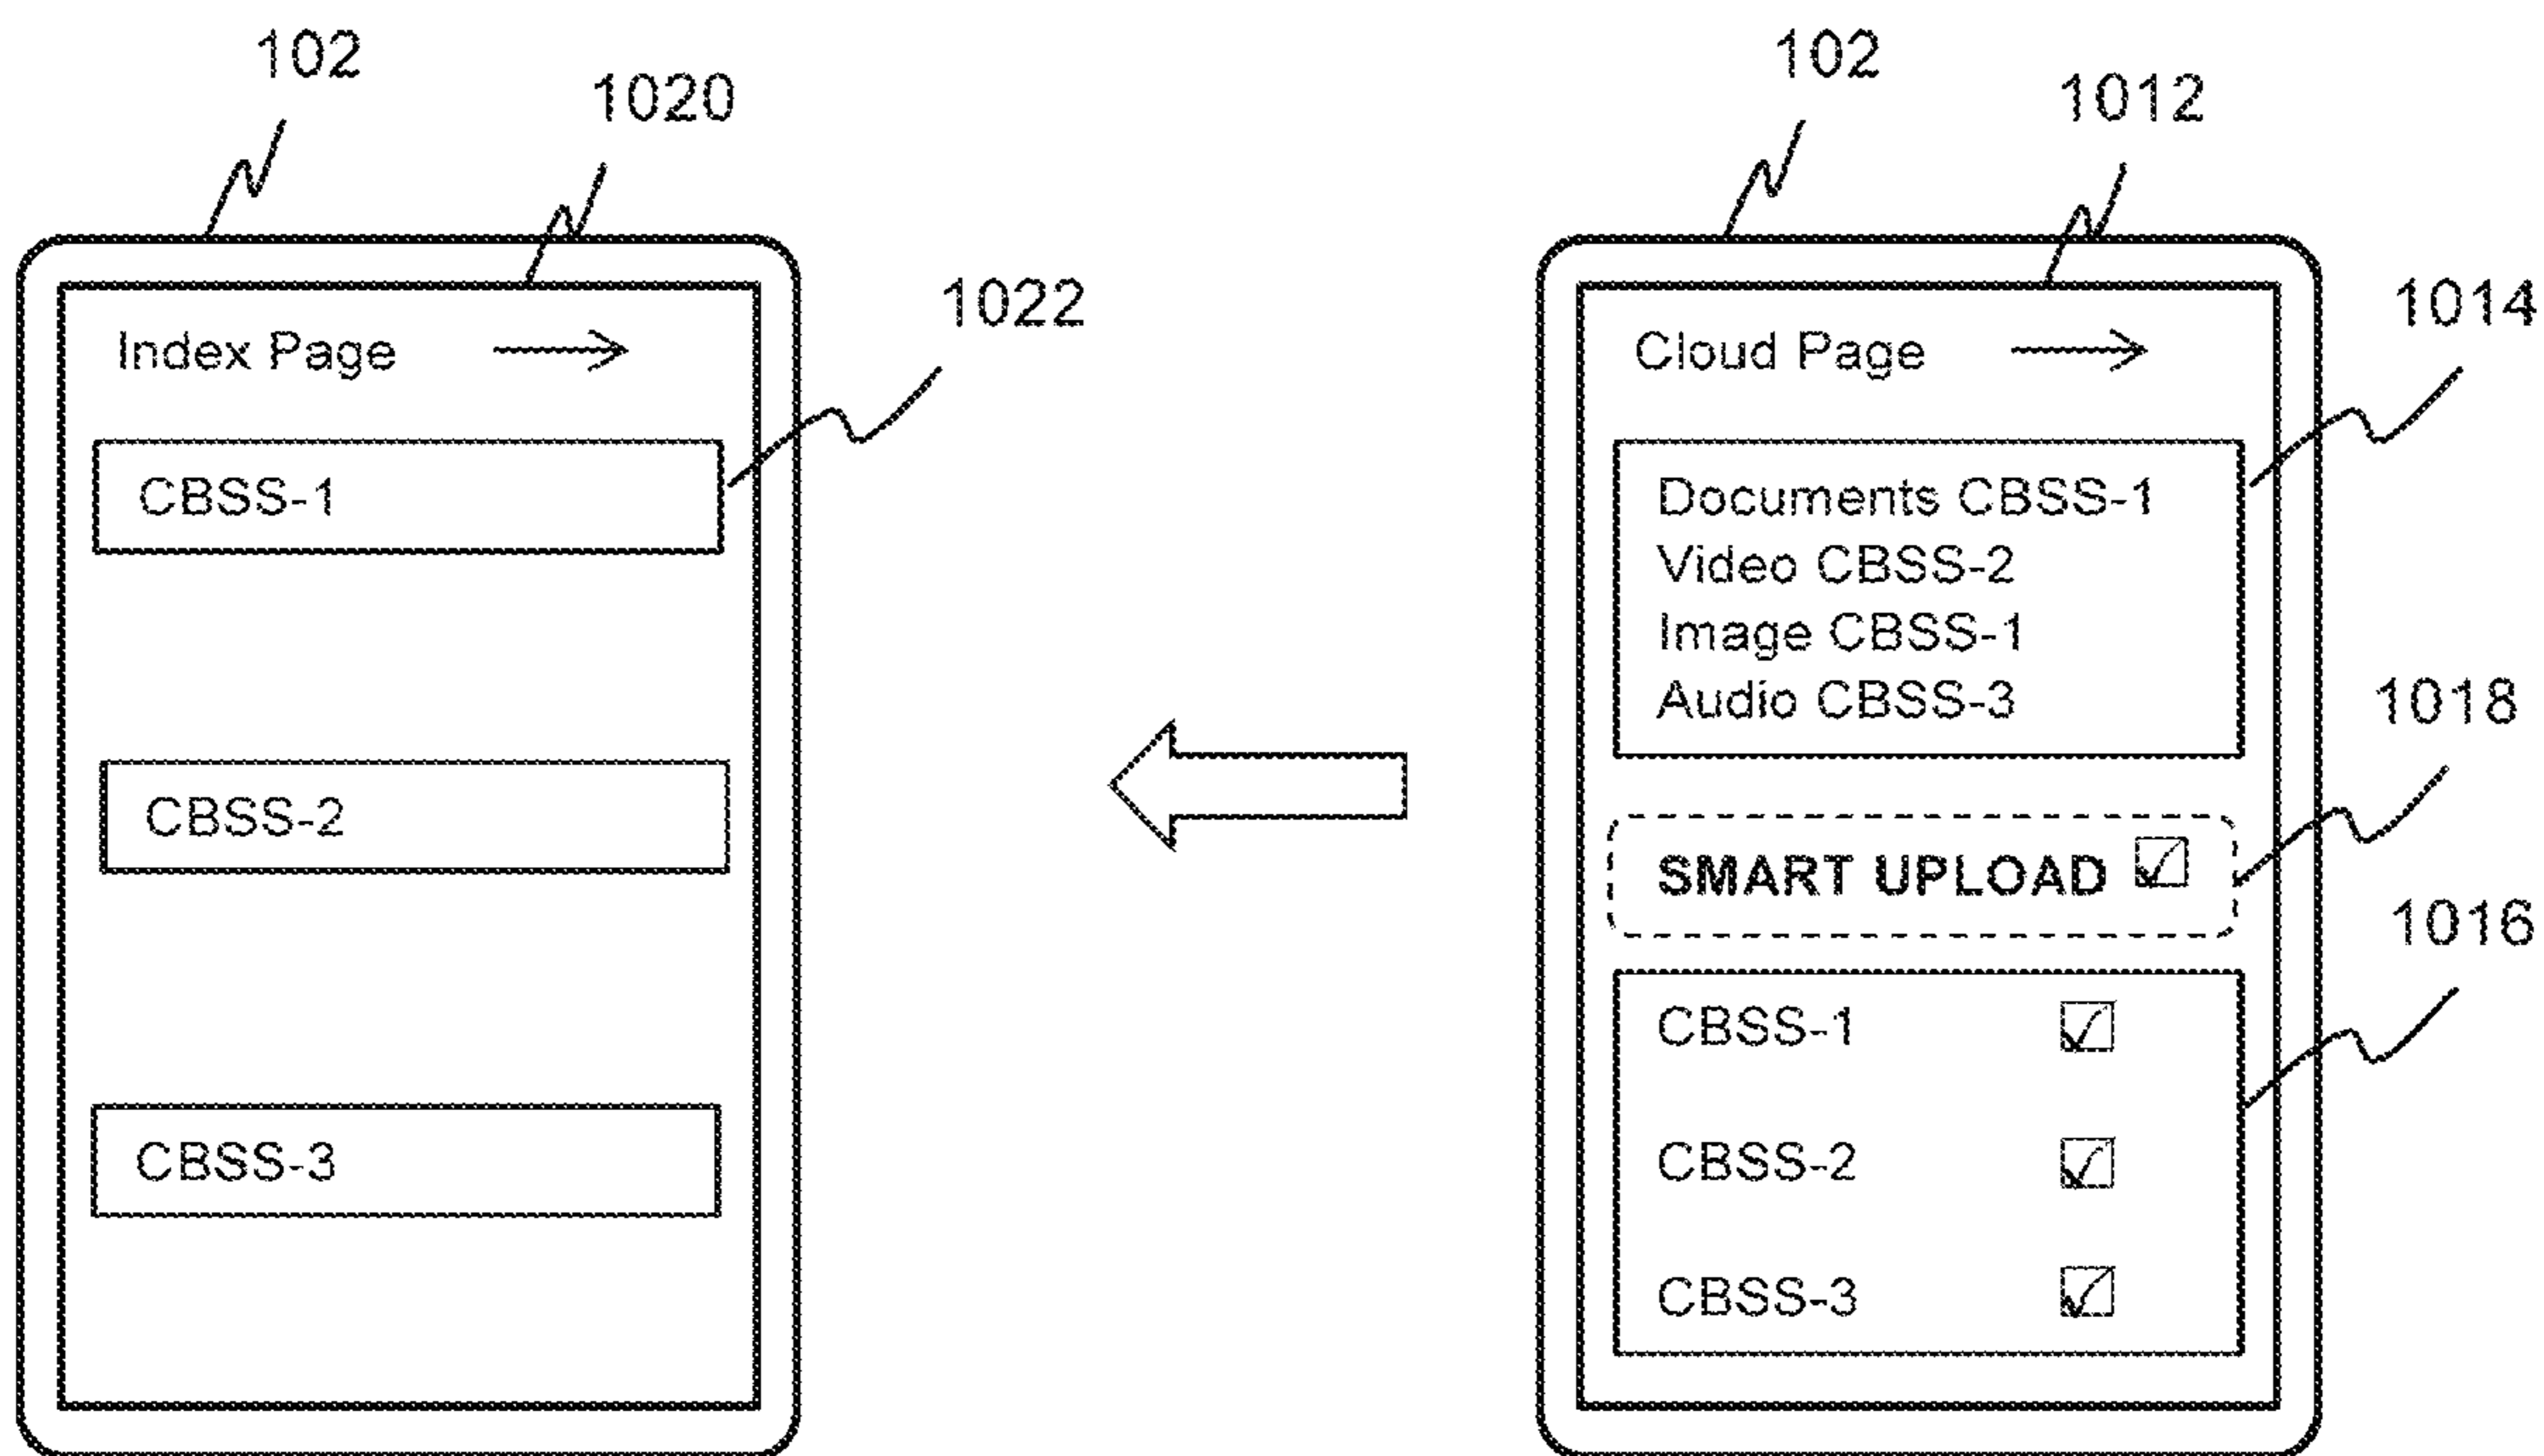 102
1020
Index Page
1022
CBSS-1
CBSS-2
CBSS-3
102
1012
Cloud Page
1014
Documents CBSS-1
Video CBSS-2
Image CBSS-1
Audio CBSS-3
1018
SMART UPLOAD
1016
CBSS-1
CBSS-2
CBSS-3